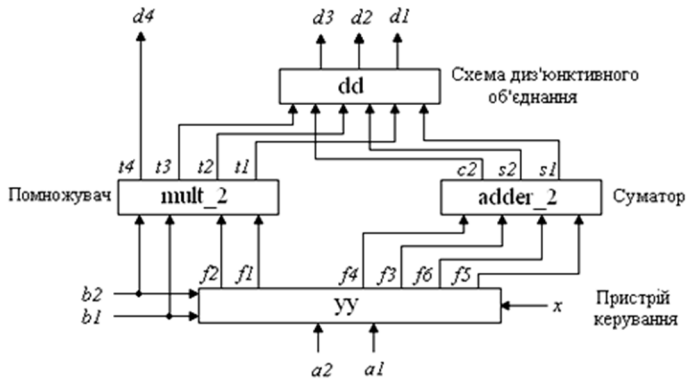 d4 d3 d2 d1
dd
Схема диз'юнктивного
об'єднання
t4 t3 t2 t1
c2 s2 s1
Помножувач
mult_2
adder_2
Суматор
f2 f1 f4 f3 f6 f5
b2
b1
yy
x
Пристрій
керування
a2 a1